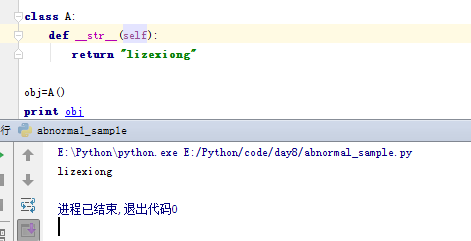 class A:
def __str__(self):
return "lizexiong"
obj=A()
print obj
行 abnormal_sample
E:\Python\python.exe E:/Python/code/day8/abnormal_sample.py
lizexiong
进程已结束,退出代码0